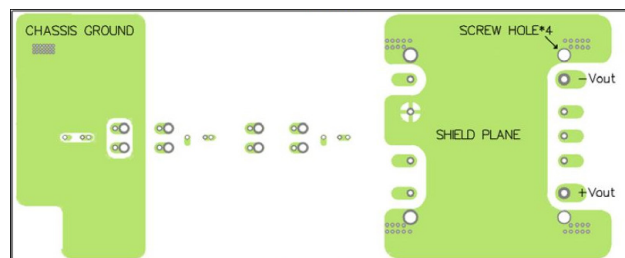 CHASSIS GROUND
SCREW HOLE*4
−Vout
SHIELD PLANE
+Vout